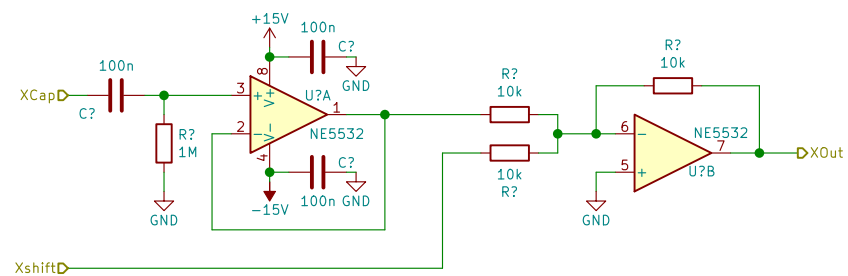 +15V
100n
C?
GND
8
V+
XCap
100n
C?
3
+
U?A
1
2
−
V−
NE5532
4
R?
1M
GND
C?
100n
GND
−15V
R?
10k
10k
R?
R?
10k
6
−
NE5532
7
5
+
U?B
GND
XOut
Xshift